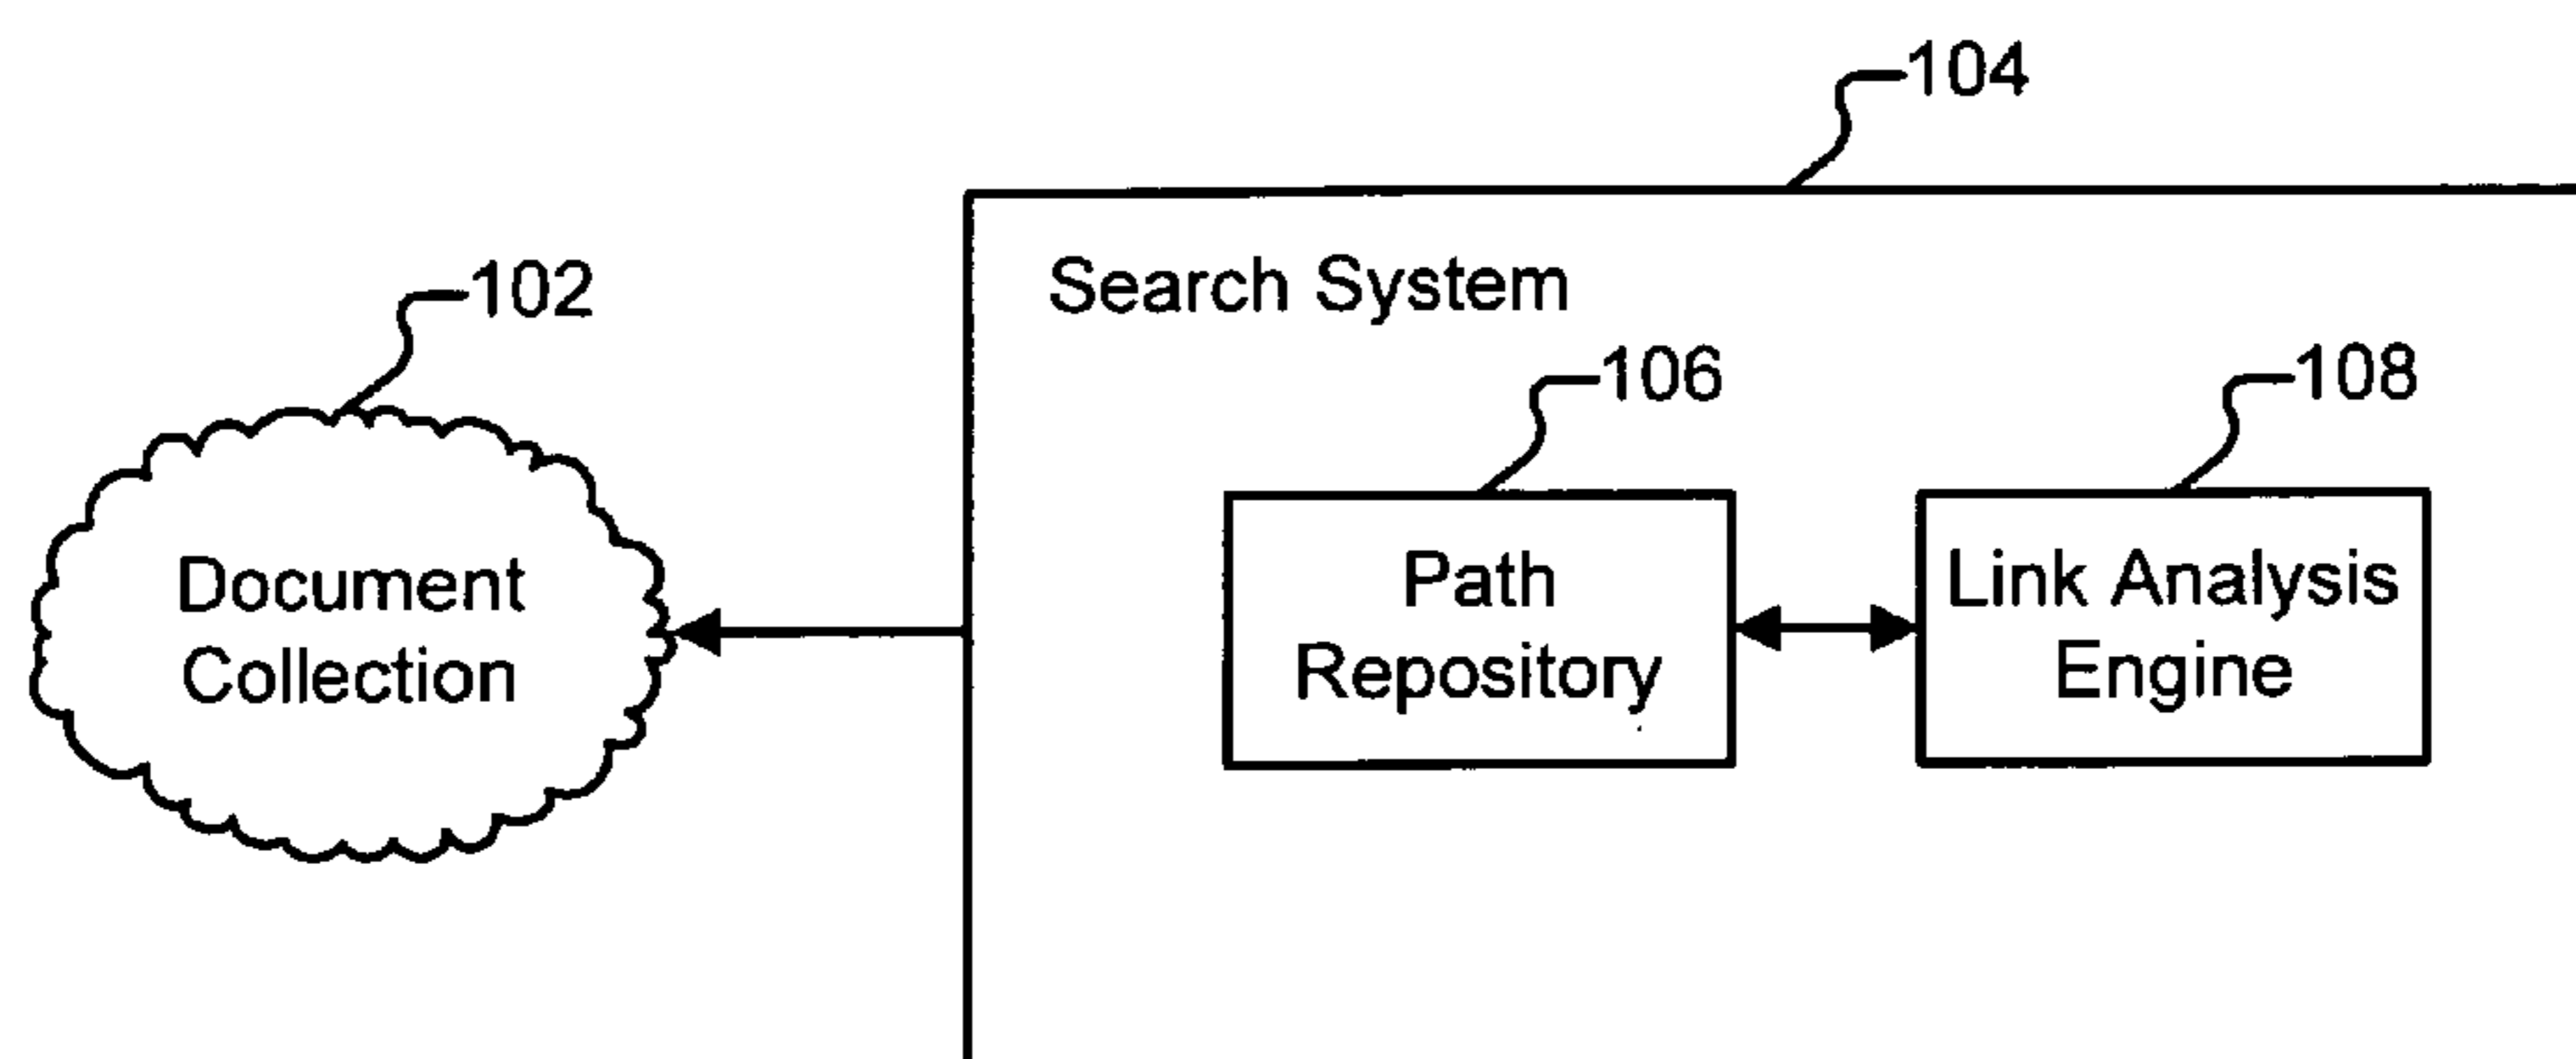 104
102
Search System
106
108
Document
Collection
Path
Repository
Link Analysis
Engine